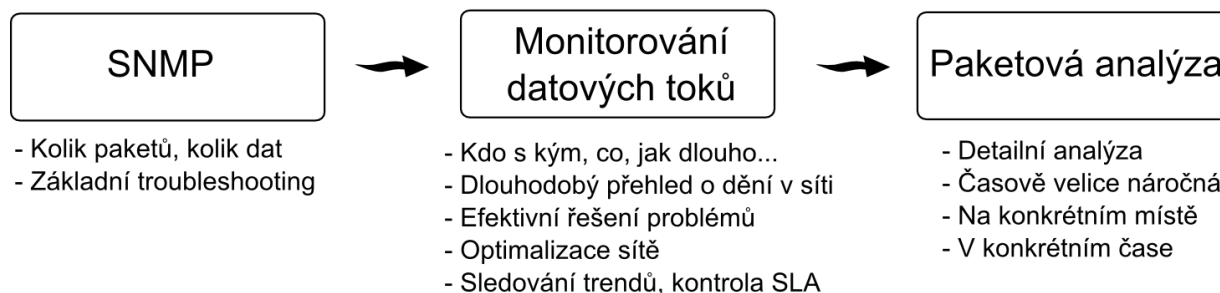 SNMP
- Kolik paketů, kolik dat
- Základní troubleshooting
Monitorování
datových toků
- Kdo s kým, co, jak dlouho...
- Dlouhodobý přehled o dění v síti
- Efektivní řešení problémů
- Optimalizace sítě
- Sledování trendů, kontrola SLA
Paketová analýza
- Detailní analýza
- Časově velice náročná
- Na konkrétním místě
- V konkrétním čase